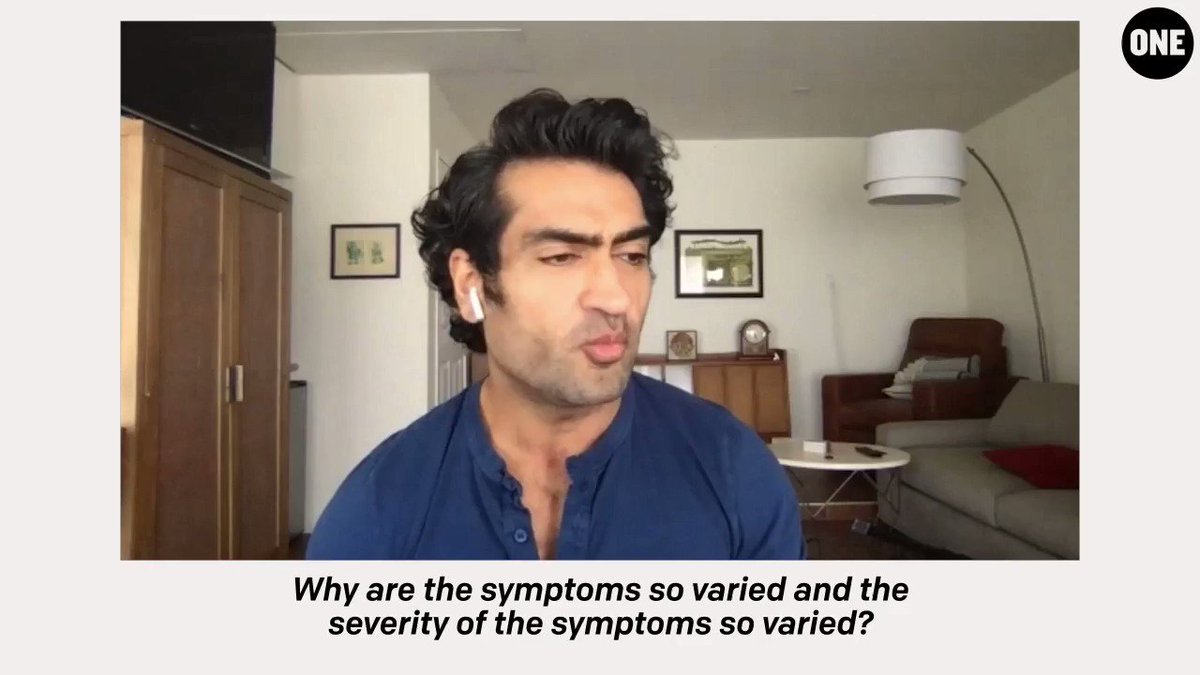 ONE
Why are the symptoms so varied and the
severity of the symptoms so varied?